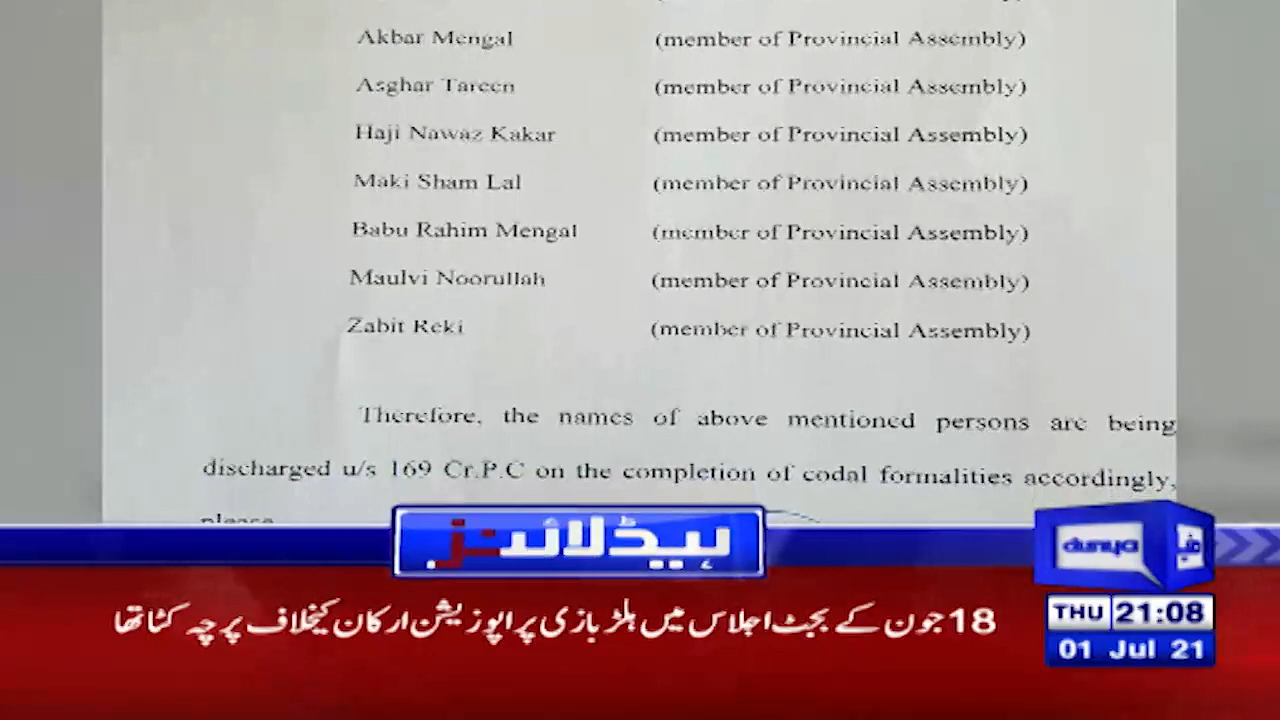 Akbar Mengal (member of Provincial Assembly)
Asghar Tareen (member of Provincial Assembly)
Haji Nawaz Kakar (member of Provincial Assembly)
Maki Sham Lal (member of Provincial Assembly)
Babu Rahim Mengal (member of Provincial Assembly)
Maulvi Noorullah (member of Provincial Assembly)
Zabit Reki (member of Provincial Assembly)
Therefore, the names of above mentioned persons are being
discharged u/s 169 Cr.P.C on the completion of codal formalities accordingly,
please
ہیڈلائنز
dunya
THU 21:08
18 جون کے بجٹ اجلاس میں ہلڑبازی پر اپوزیشن ارکان کیخلاف پرچہ کٹا تھا
01 Jul 21